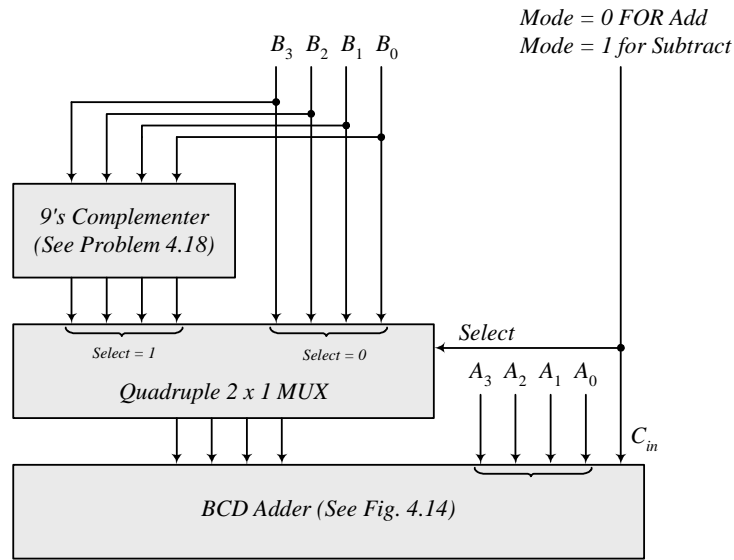 Mode = 0 FOR Add
Mode = 1 for Subtract
B3 B2 B1 B0
9's Complementer
(See Problem 4.18)
Select
Select = 1
Select = 0
Quadruple 2 x 1 MUX
A3 A2 A1 A0
Cin
BCD Adder (See Fig. 4.14)